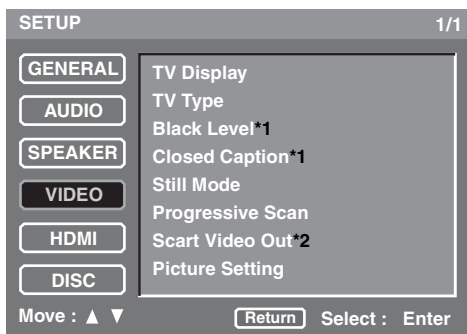 SETUP 1/1
GENERAL
AUDIO
SPEAKER
VIDEO
HDMI
DISC
TV Display
TV Type
Black Level*1
Closed Caption*1
Still Mode
Progressive Scan
Scart Video Out*2
Picture Setting
Move : ▲ ▼ Return Select : Enter